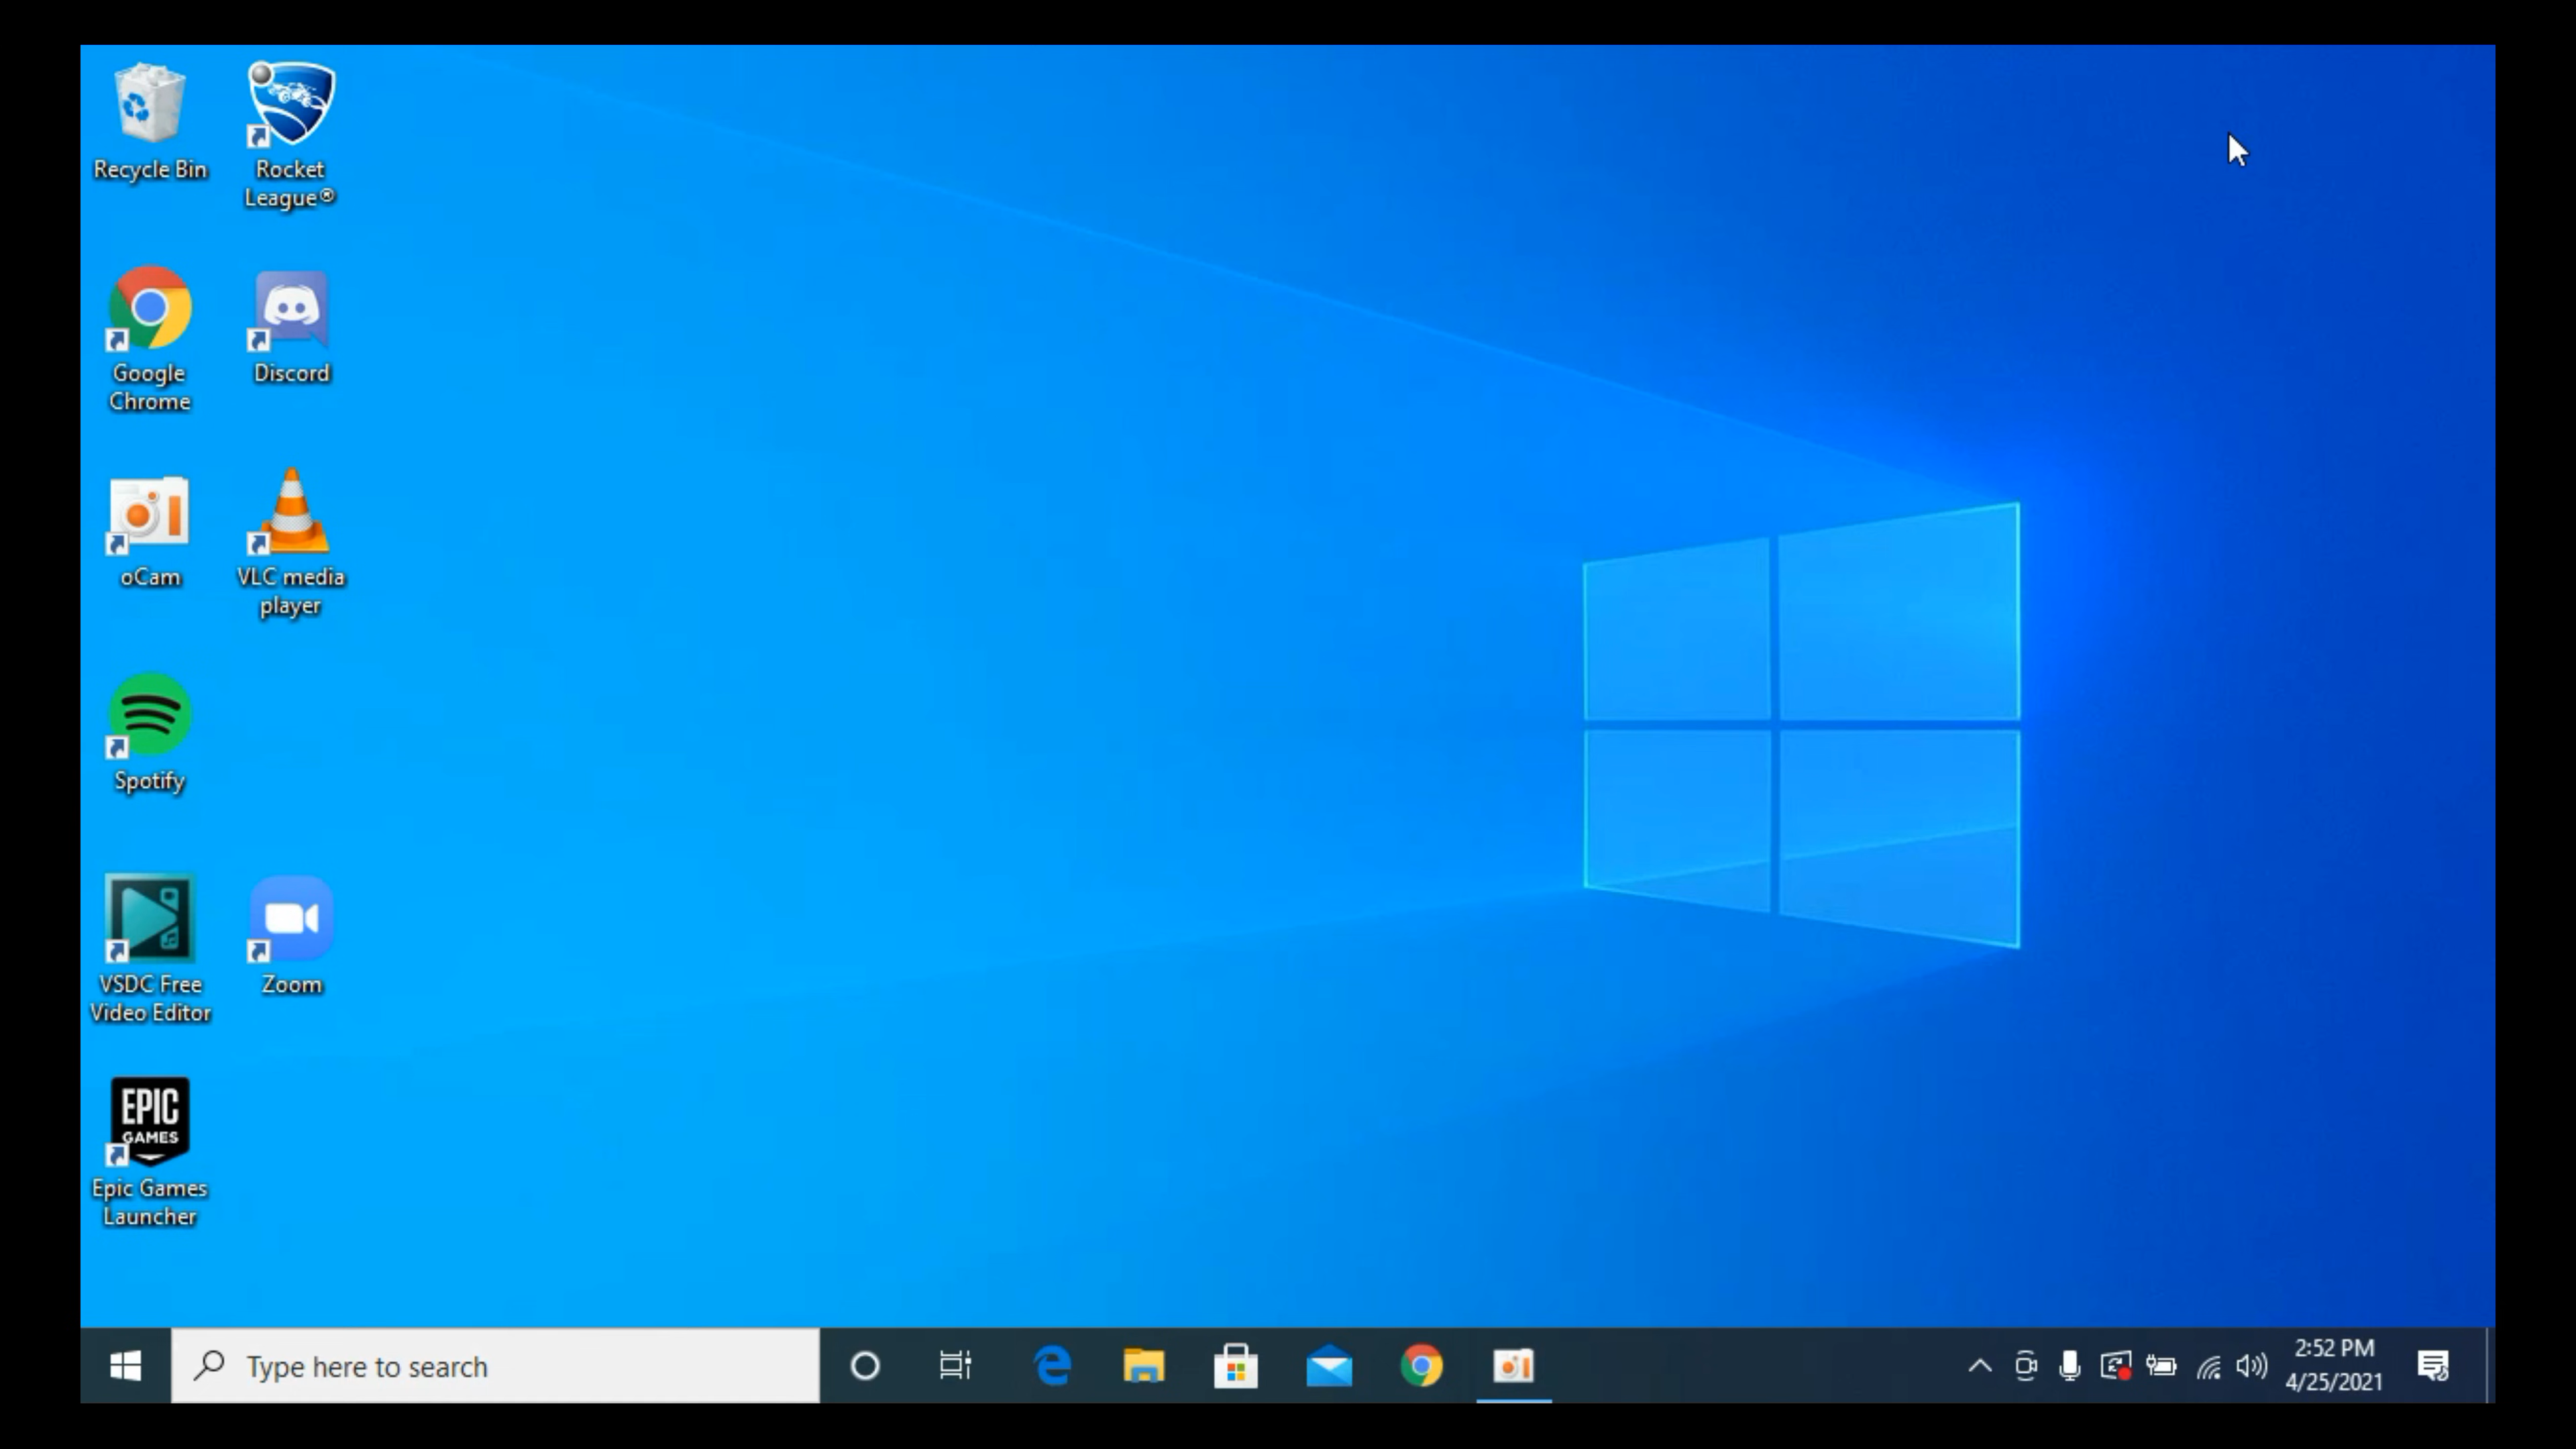 Recycle Bin
Rocket
League®
Google
Chrome
Discord
oCam
VLC media
player
Spotify
VSDC Free
Video Editor
Zoom
EPIC
GAMES
Epic Games
Launcher
Type here to search
2:52 PM
4/25/2021